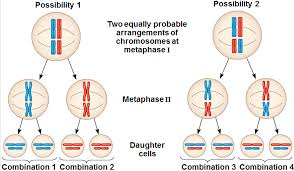 Possibility 1
Possibility 2
Two equally probable
arrangements of
chromosomes at
metaphase I
Metaphase II
Daughter
cells
Combination 1
Combination 2
Combination 3
Combination 4